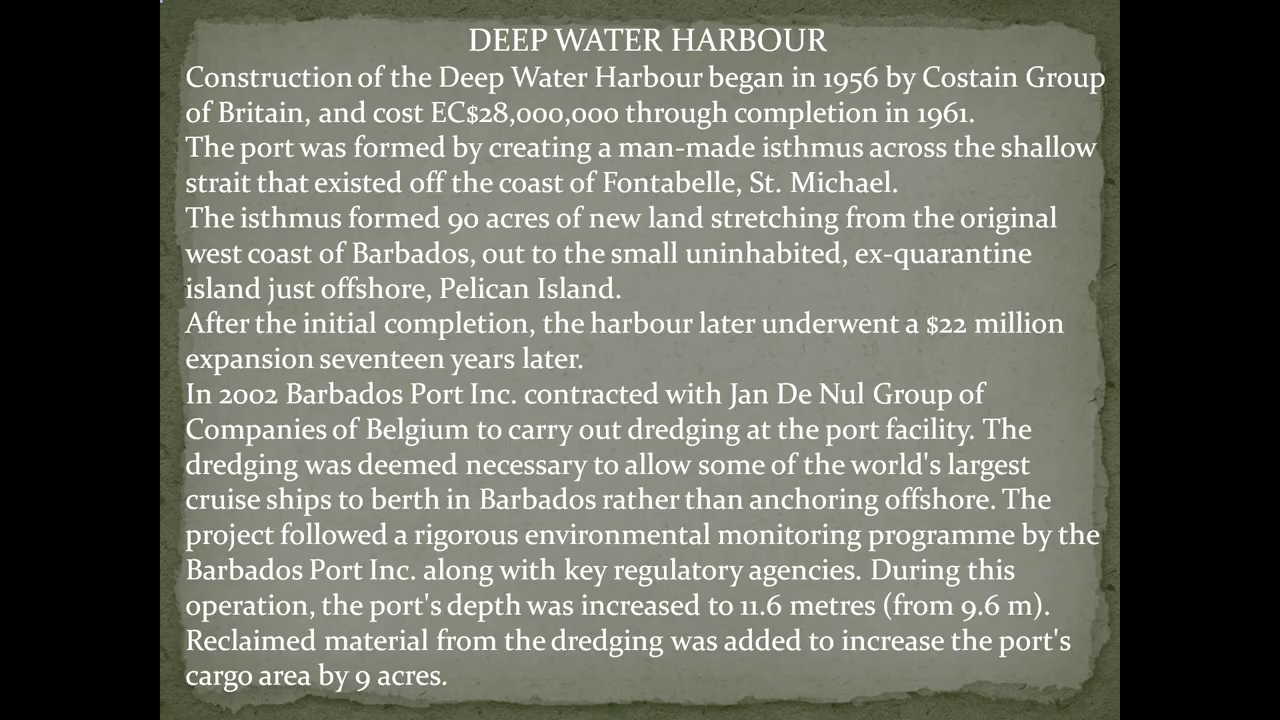 DEEP WATER HARBOUR
Construction of the Deep Water Harbour began in 1956 by Costain Group
of Britain, and cost EC$28,000,000 through completion in 1961.
The port was formed by creating a man-made isthmus across the shallow
strait that existed off the coast of Fontabelle, St. Michael.
The isthmus formed 90 acres of new land stretching from the original
west coast of Barbados, out to the small uninhabited, ex-quarantine
island just offshore, Pelican Island.
After the initial completion, the harbour later underwent a $22 million
expansion seventeen years later.
In 2002 Barbados Port Inc. contracted with Jan De Nul Group of
Companies of Belgium to carry out dredging at the port facility. The
dredging was deemed necessary to allow some of the world's largest
cruise ships to berth in Barbados rather than anchoring offshore. The
project followed a rigorous environmental monitoring programme by the
Barbados Port Inc. along with key regulatory agencies. During this
operation, the port's depth was increased to 11.6 metres (from 9.6 m).
Reclaimed material from the dredging was added to increase the port's
cargo area by 9 acres.